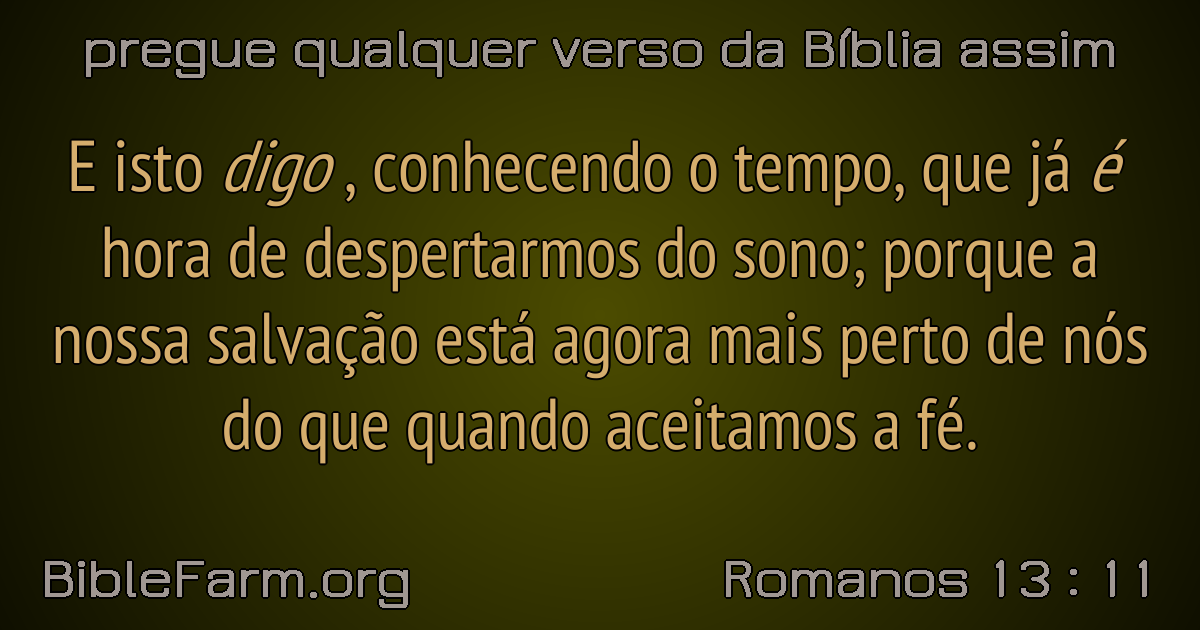 pregue qualquer verso da Bíblia assim
E isto digo , conhecendo o tempo, que já é
hora de despertarmos do sono; porque a
nossa salvação está agora mais perto de nós
do que quando aceitamos a fé.
BibleFarm.org
Romanos 13 : 11